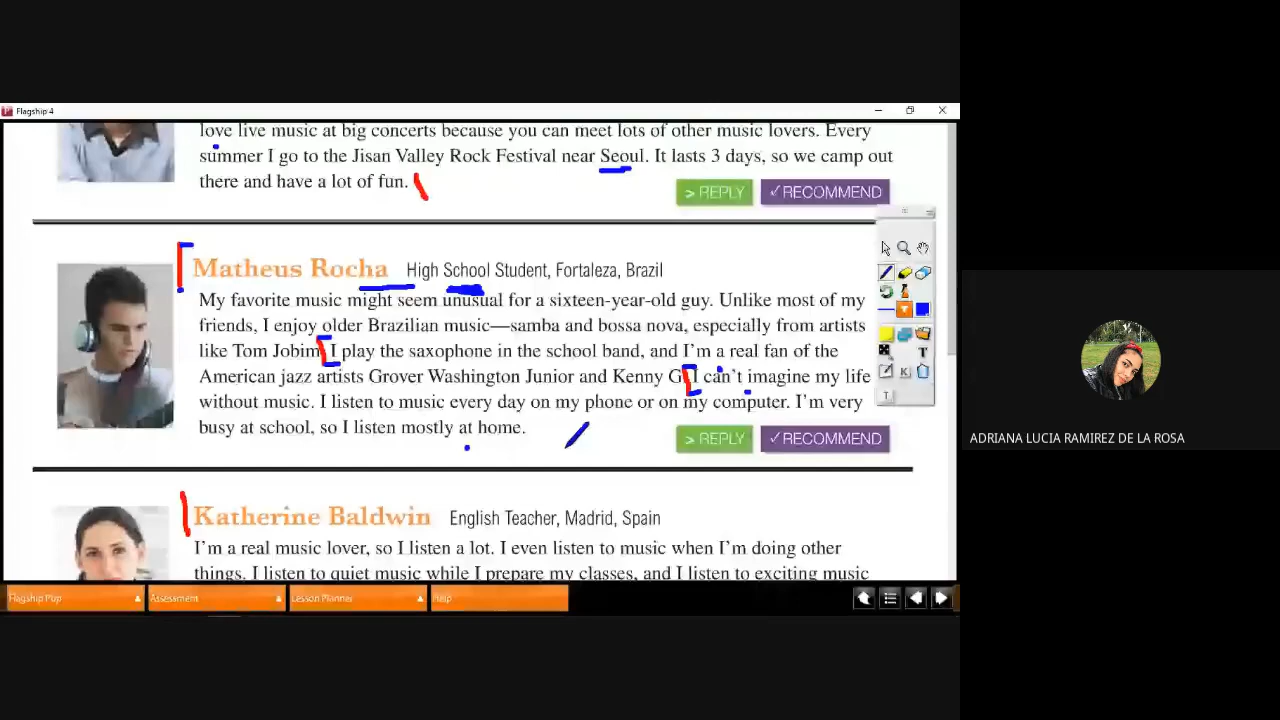 Flagship 4
love live music at big concerts because you can meet lots of other music lovers. Every
summer I go to the Jisan Valley Rock Festival near Seoul. It lasts 3 days, so we camp out
there and have a lot of fun.
> REPLY ✓RECOMMEND
Matheus Rocha High School Student, Fortaleza, Brazil
My favorite music might seem unusual for a sixteen-year-old guy. Unlike most of my
friends, I enjoy older Brazilian music—samba and bossa nova, especially from artists
like Tom Jobim. I play the saxophone in the school band, and I'm a real fan of the
American jazz artists Grover Washington Junior and Kenny G. I can't imagine my life
without music. I listen to music every day on my phone or on my computer. I'm very
busy at school, so I listen mostly at home.
> REPLY ✓RECOMMEND
Katherine Baldwin English Teacher, Madrid, Spain
I'm a real music lover, so I listen a lot. I even listen to music when I'm doing other
things. I listen to quiet music while I prepare my classes, and I listen to exciting music
Flagship Pop Assessment Lesson Planner Help
ADRIANA LUCIA RAMIREZ DE LA ROSA